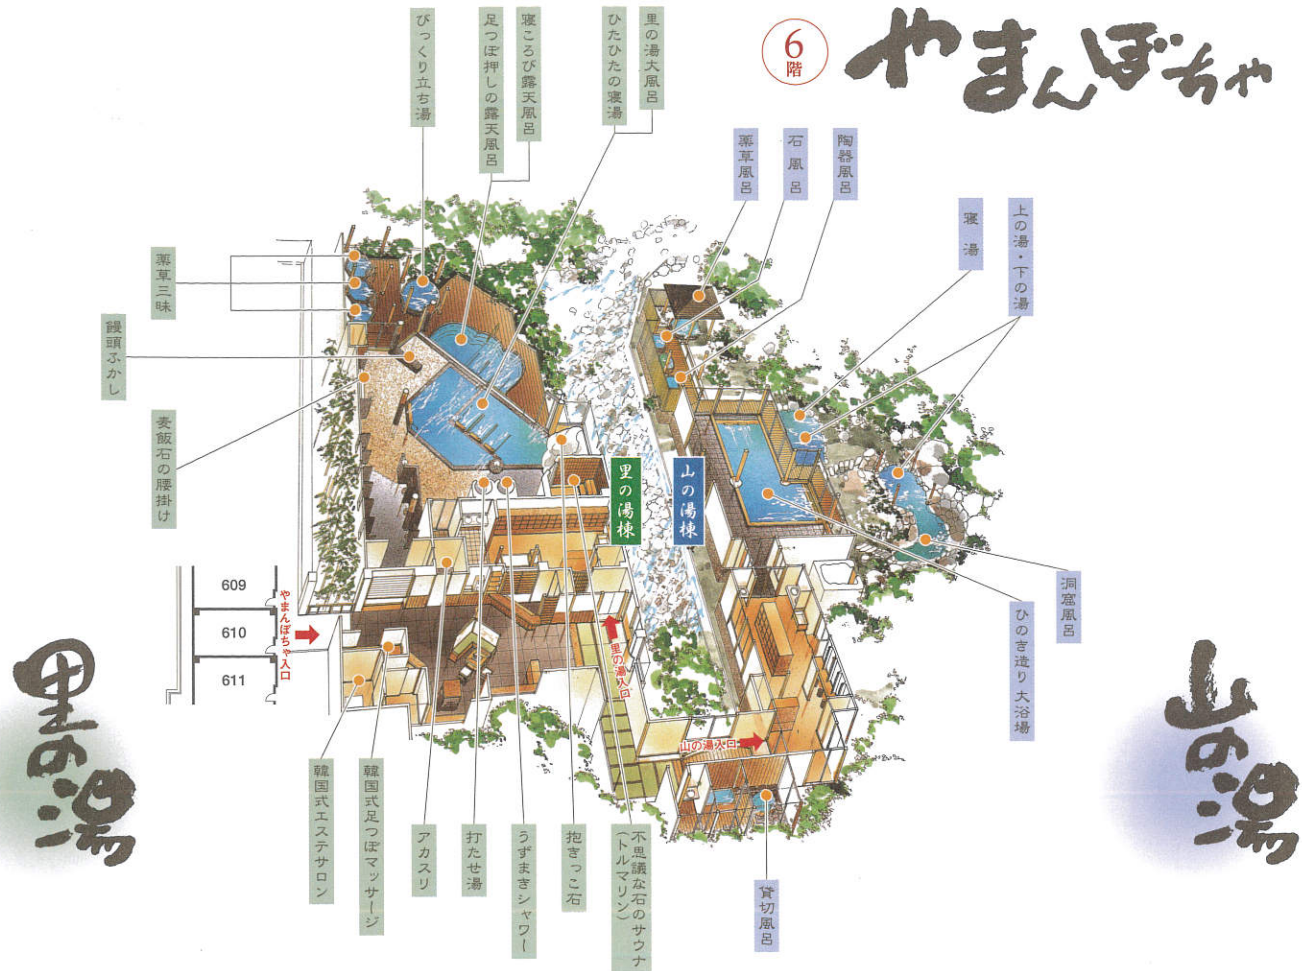 やまんぼちゃ
6
階
里の湯大風呂
ひたひたの寝湯
寝ころび露天風呂
足つぼ押しの露天風呂
びっくり立ち湯
薬草三昧
饅頭ふかし
麦飯石の腰掛け
陶器風呂
石風呂
薬草風呂
上の湯・下の湯
寝湯
洞窟風呂
ひのき造り大浴場
山の湯棟
里の湯棟
609
610
611
やまんぼちゃ入口
里の湯入口
山の湯入口
貸切風呂
不思議な石のサウナ
(トルマリン)
抱きっこ石
うずまきシャワー
打たせ湯
アカスリ
韓国式足つぼマッサージ
韓国式エステサロン
山の湯
里の湯